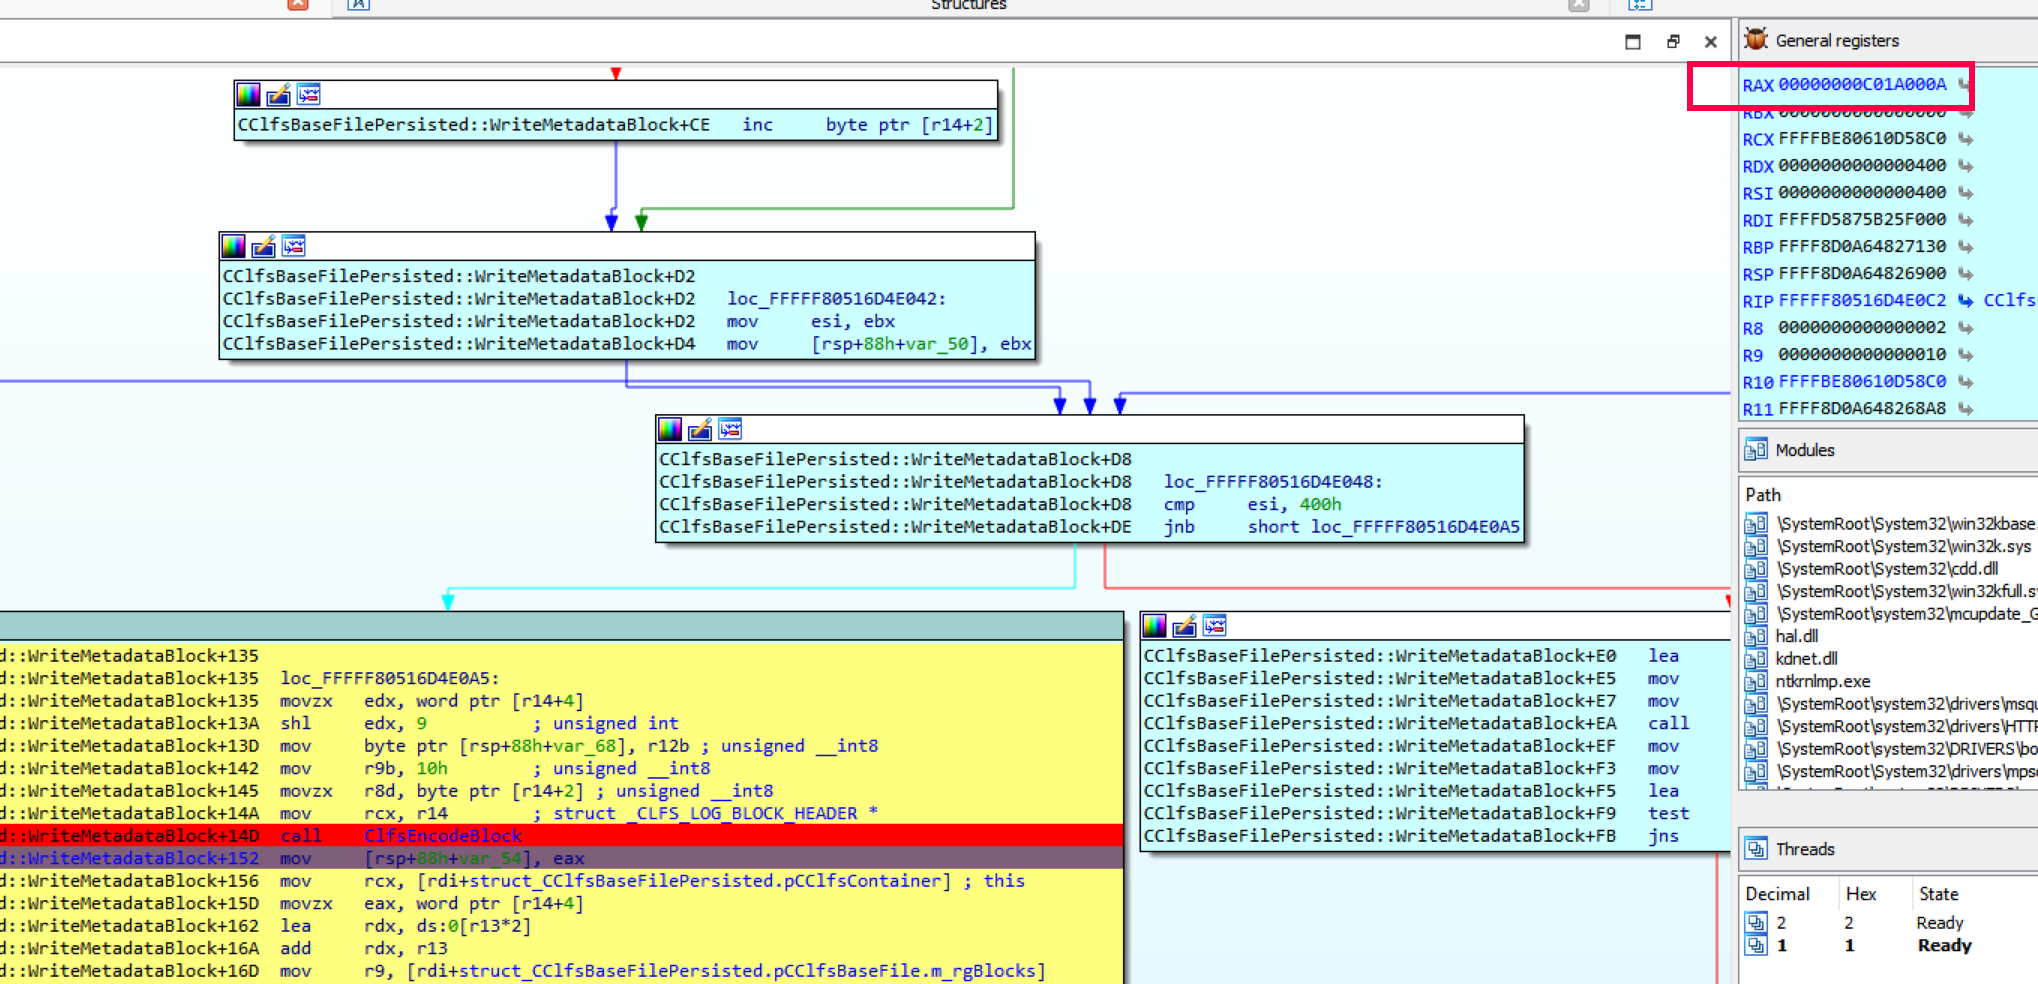 Structures
General registers
CClfsBaseFilePersisted::WriteMetadataBlock+CE inc byte ptr [r14+2]
CClfsBaseFilePersisted::WriteMetadataBlock+D2
CClfsBaseFilePersisted::WriteMetadataBlock+D2 loc_FFFFF80516D4E042:
CClfsBaseFilePersisted::WriteMetadataBlock+D2 mov esi, ebx
CClfsBaseFilePersisted::WriteMetadataBlock+D4 mov [rsp+88h+var_50], ebx
CClfsBaseFilePersisted::WriteMetadataBlock+D8
CClfsBaseFilePersisted::WriteMetadataBlock+D8 loc_FFFFF80516D4E048:
CClfsBaseFilePersisted::WriteMetadataBlock+D8 cmp esi, 400h
CClfsBaseFilePersisted::WriteMetadataBlock+DE jnb short loc_FFFFF80516D4E0A5
d::WriteMetadataBlock+135
d::WriteMetadataBlock+135 loc_FFFFF80516D4E0A5:
d::WriteMetadataBlock+135 movzx edx, word ptr [r14+4]
d::WriteMetadataBlock+13A shl edx, 9 ; unsigned int
d::WriteMetadataBlock+13D mov byte ptr [rsp+88h+var_68], r12b ; unsigned __int8
d::WriteMetadataBlock+142 mov r9b, 10h ; unsigned __int8
d::WriteMetadataBlock+145 movzx r8d, byte ptr [r14+2] ; unsigned __int8
d::WriteMetadataBlock+14A mov rcx, r14 ; struct _CLFS_LOG_BLOCK_HEADER *
d::WriteMetadataBlock+14D call ClfsEncodeBlock
d::WriteMetadataBlock+152 mov [rsp+88h+var_54], eax
d::WriteMetadataBlock+156 mov rcx, [rdi+struct_CClfsBaseFilePersisted.pCClfsContainer] ; this
d::WriteMetadataBlock+15D movzx eax, word ptr [r14+4]
d::WriteMetadataBlock+162 lea rdx, ds:0[r13*2]
d::WriteMetadataBlock+16A add rdx, r13
d::WriteMetadataBlock+16D mov r9, [rdi+struct_CClfsBaseFilePersisted.pCClfsBaseFile.m_rgBlocks]
CClfsBaseFilePersisted::WriteMetadataBlock+E0 lea
CClfsBaseFilePersisted::WriteMetadataBlock+E5 mov
CClfsBaseFilePersisted::WriteMetadataBlock+E7 mov
CClfsBaseFilePersisted::WriteMetadataBlock+EA call
CClfsBaseFilePersisted::WriteMetadataBlock+EF mov
CClfsBaseFilePersisted::WriteMetadataBlock+F3 mov
CClfsBaseFilePersisted::WriteMetadataBlock+F5 lea
CClfsBaseFilePersisted::WriteMetadataBlock+F9 test
CClfsBaseFilePersisted::WriteMetadataBlock+FB jns
RAX 00000000C01A000A
RBX 0000000000000000
RCX FFFFBE80610D58C0
RDX 0000000000000400
RSI 0000000000000400
RDI FFFFD5875B25F000
RBP FFFF8D0A64827130
RSP FFFF8D0A64826900
RIP FFFFF80516D4E0C2 CClfs
R8 0000000000000002
R9 0000000000000010
R10 FFFFBE80610D58C0
R11 FFFF8D0A648268A8
Modules
Path
\SystemRoot\System32\win32kbase.
\SystemRoot\System32\win32k.sys
\SystemRoot\System32\cdd.dll
\SystemRoot\System32\win32kfull.s
\SystemRoot\system32\mcupdate_G
hal.dll
kdnet.dll
ntkrnlmp.exe
\SystemRoot\system32\drivers\msqu
\SystemRoot\system32\drivers\HTTP
\SystemRoot\system32\DRIVERS\bo
\SystemRoot\System32\drivers\mps
Threads
Decimal Hex State
2 2 Ready
1 1 Ready